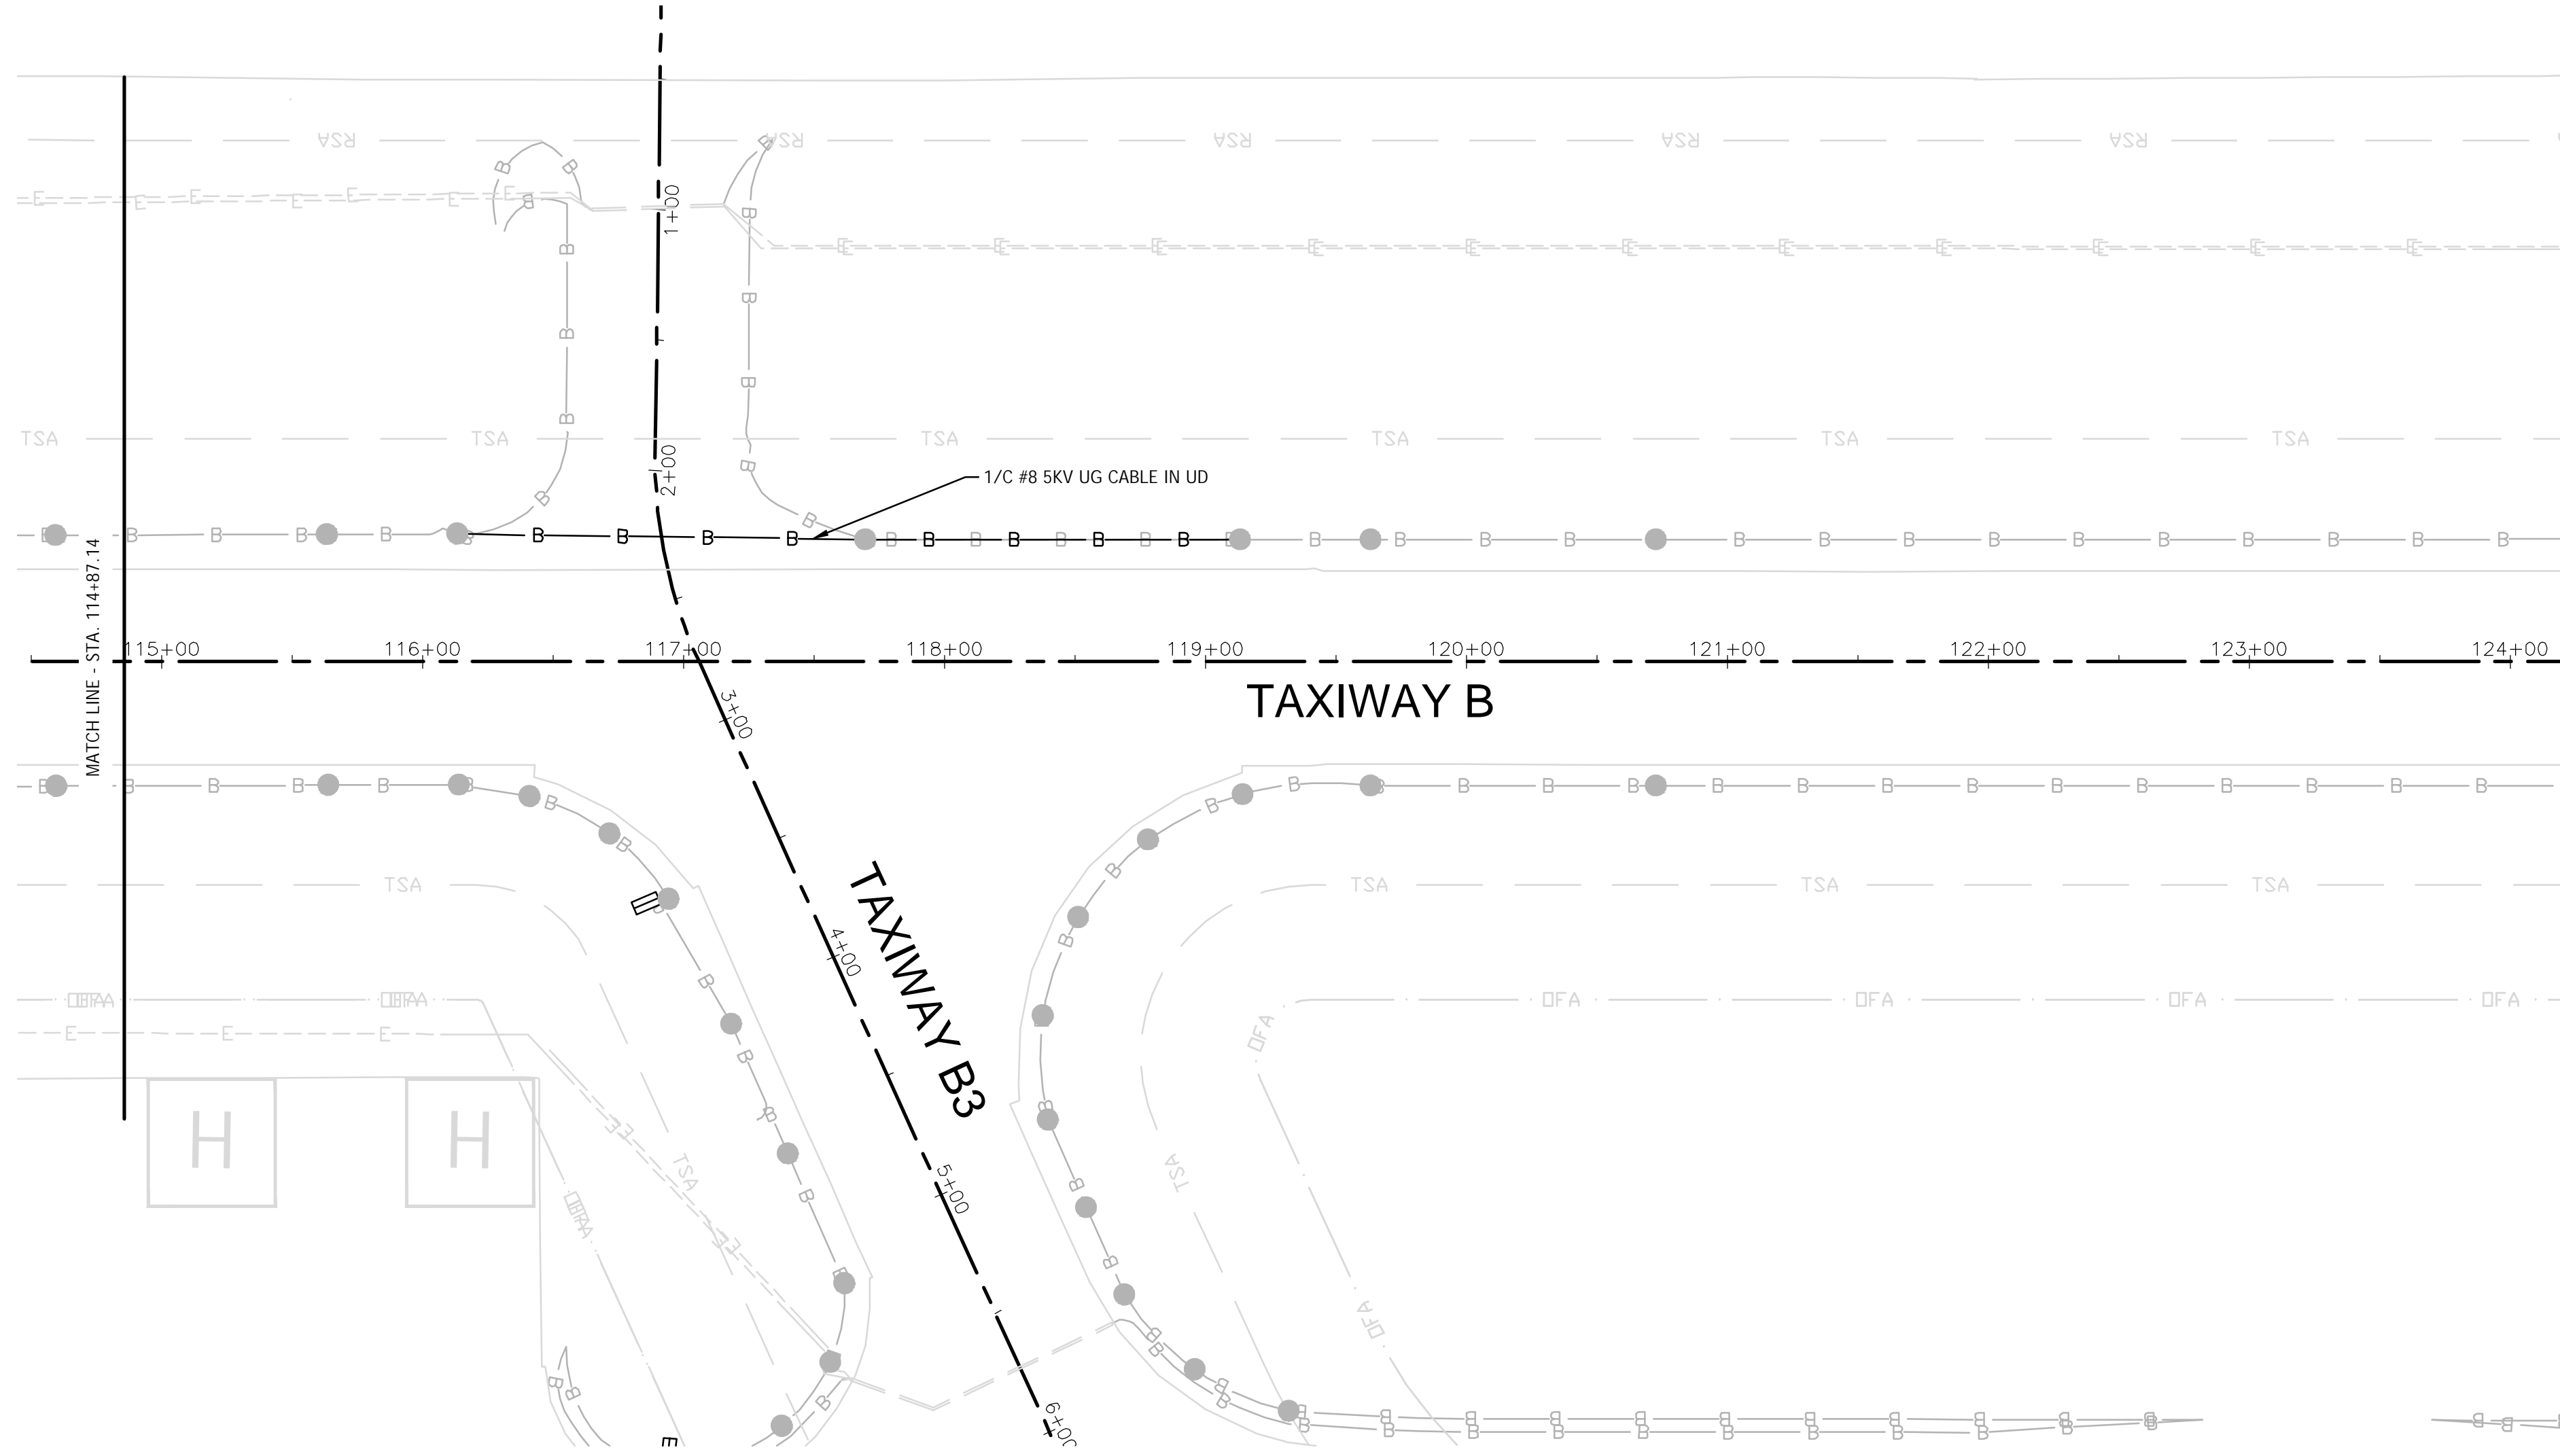 RSA RSA RSA RSA RSA
B B B
E E E E E E E B
1+00
B
E E E E E E E E E E E
B
B B
B B
B B
TSA TSA TSA TSA TSA TSA
2+00
B B
1/C #8 5KV UG CABLE IN UD
B
B B B B B B B B B B B B B B B B B B B B B B B B B B B
MATCH LINE - STA. 114+87.14
115+00 116+00 117+00 118+00 119+00 120+00 121+00 122+00 123+00 124+00
TAXIWAY B
3+00
B B B B B B B B B B B B B B B B B B B B B
B B
TSA TSA TSA TSA
TAXIWAY B3
4+00
B B
OFA OFA OFA OFA OFA
E E E
B B
H H
E E
TSA TSA
5+00
B B
E E
B
OFA
B B
B B B B B
6+00
B B B B B B B B B B B B B B
B B B B B B B B B B
E